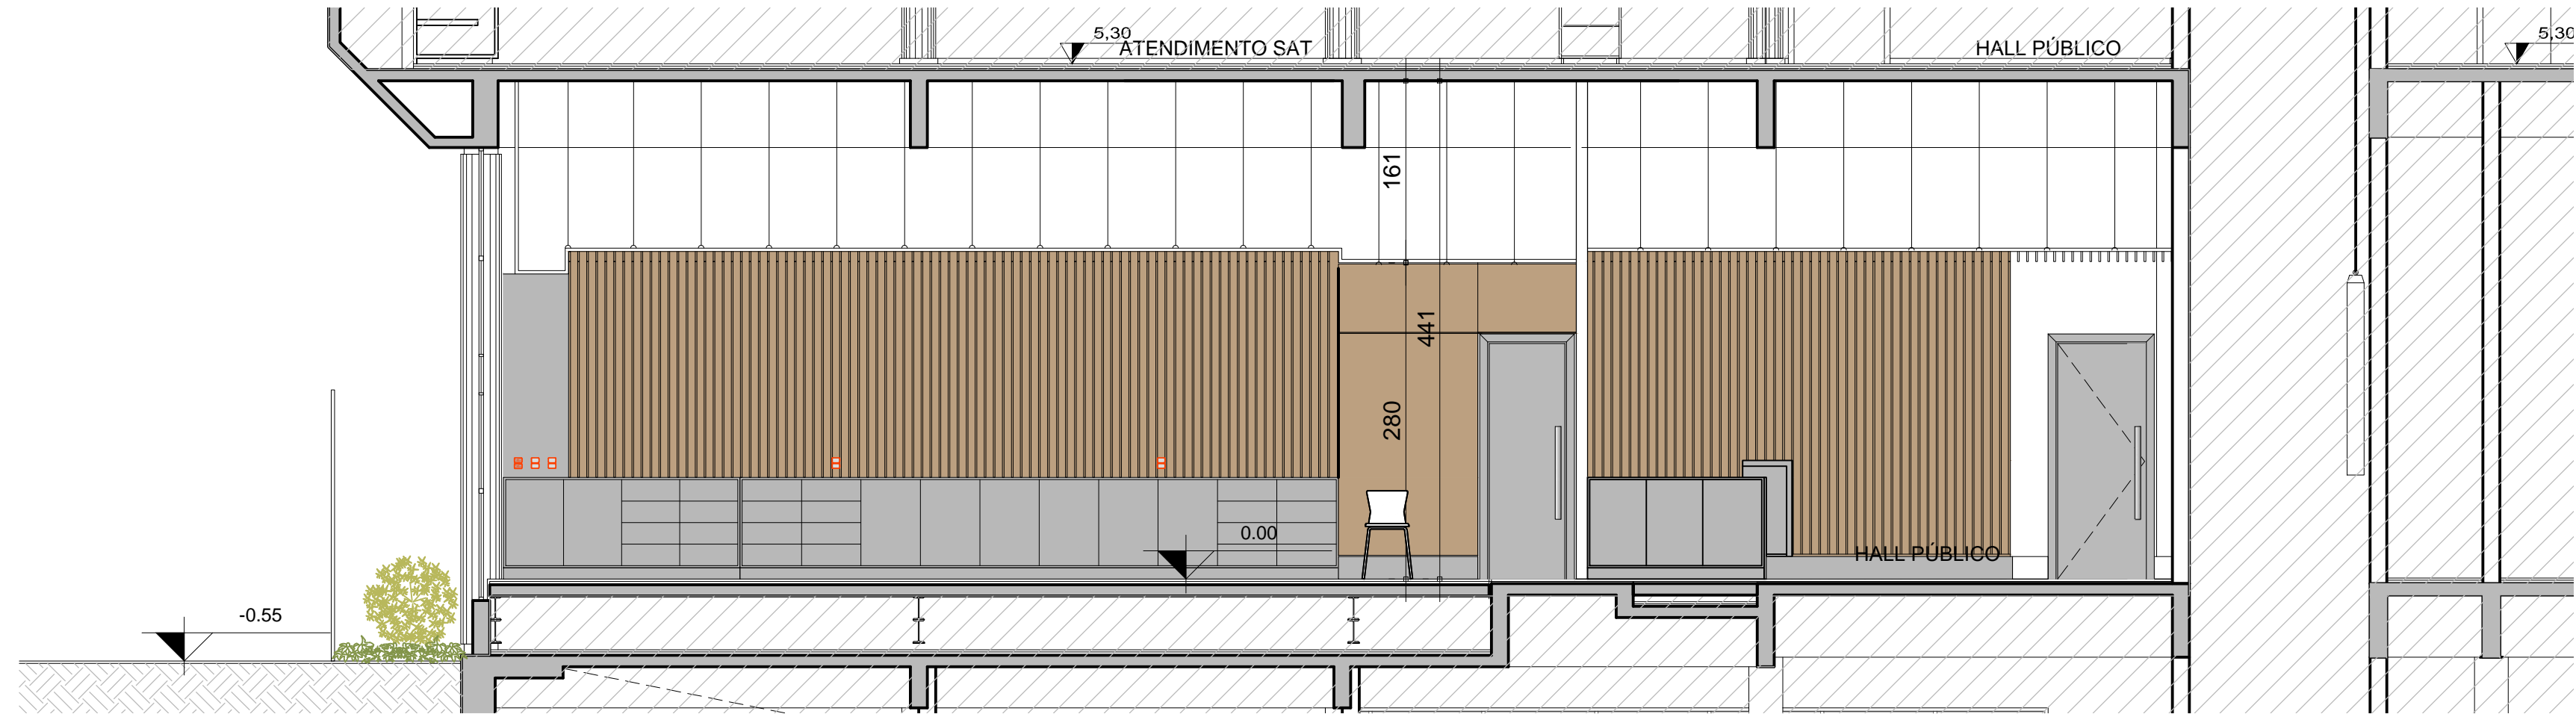 5,30
ATENDIMENTO SAT
HALL PÚBLICO
5,30
161
441
280
0.00
HALL PÚBLICO
-0.55